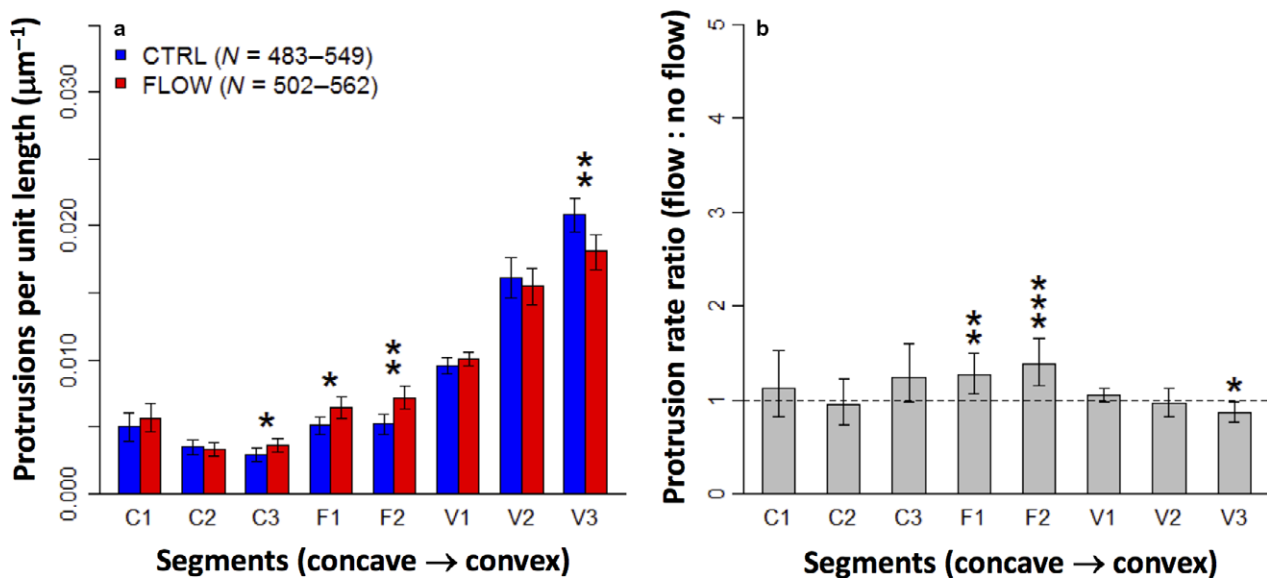 a
CTRL (N = 483–549)
FLOW (N = 502–562)
Protrusions per unit length (µm⁻¹)
0.030
0.020
0.010
0.000
*
*
**
**
C1 C2 C3 F1 F2 V1 V2 V3
Segments (concave → convex)
b
Protrusion rate ratio (flow : no flow)
5
4
3
2
1
0
**
***
*
C1 C2 C3 F1 F2 V1 V2 V3
Segments (concave → convex)